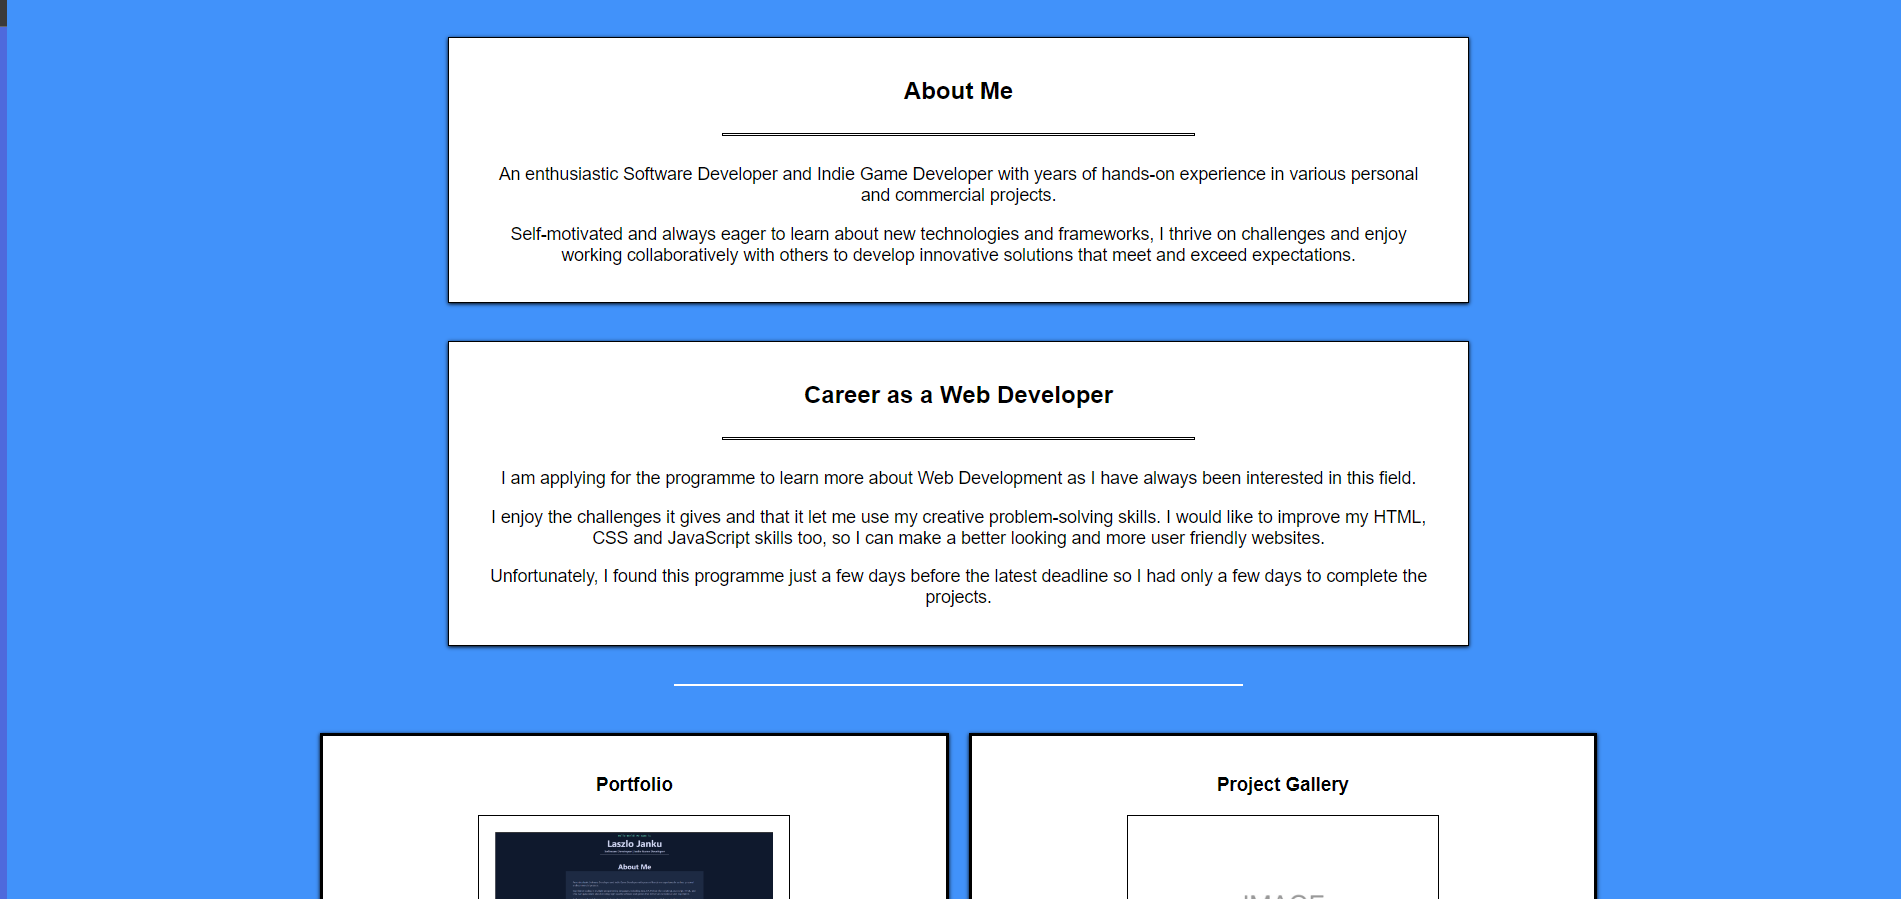 About Me
An enthusiastic Software Developer and Indie Game Developer with years of hands-on experience in various personal
and commercial projects.
Self-motivated and always eager to learn about new technologies and frameworks, I thrive on challenges and enjoy
working collaboratively with others to develop innovative solutions that meet and exceed expectations.
Career as a Web Developer
I am applying for the programme to learn more about Web Development as I have always been interested in this field.
I enjoy the challenges it gives and that it let me use my creative problem-solving skills. I would like to improve my HTML,
CSS and JavaScript skills too, so I can make a better looking and more user friendly websites.
Unfortunately, I found this programme just a few days before the latest deadline so I had only a few days to complete the
projects.
Portfolio
Laszlo Janku
About Me
Project Gallery
IMAGE